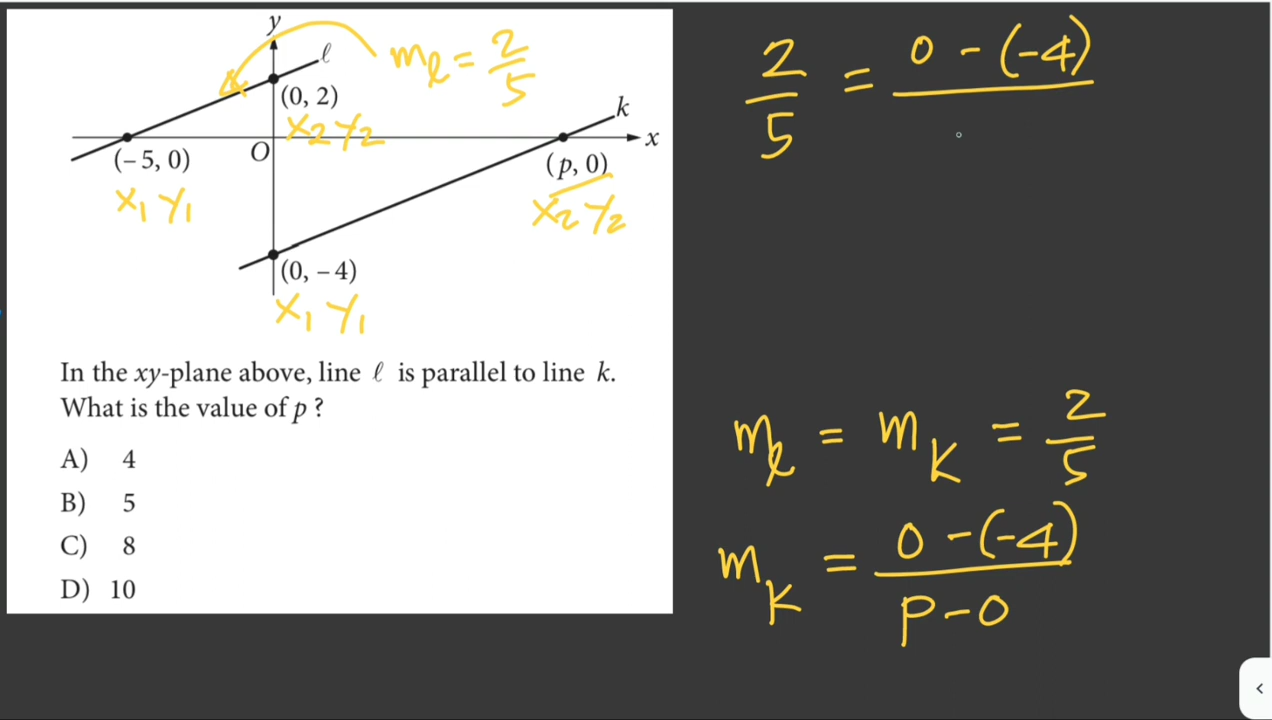 y
ℓ
m_ℓ = 2/5
(0, 2)
x₂ y₂
k
x
(– 5, 0)
O
(p, 0)
x₁ y₁
x₂ y₂
(0, – 4)
x₁ y₁
In the xy-plane above, line ℓ is parallel to line k.
What is the value of p ?
A) 4
B) 5
C) 8
D) 10
2/5 = 0 - (-4)
m_ℓ = m_k = 2/5
m_k = 0 - (-4) / p - 0
<